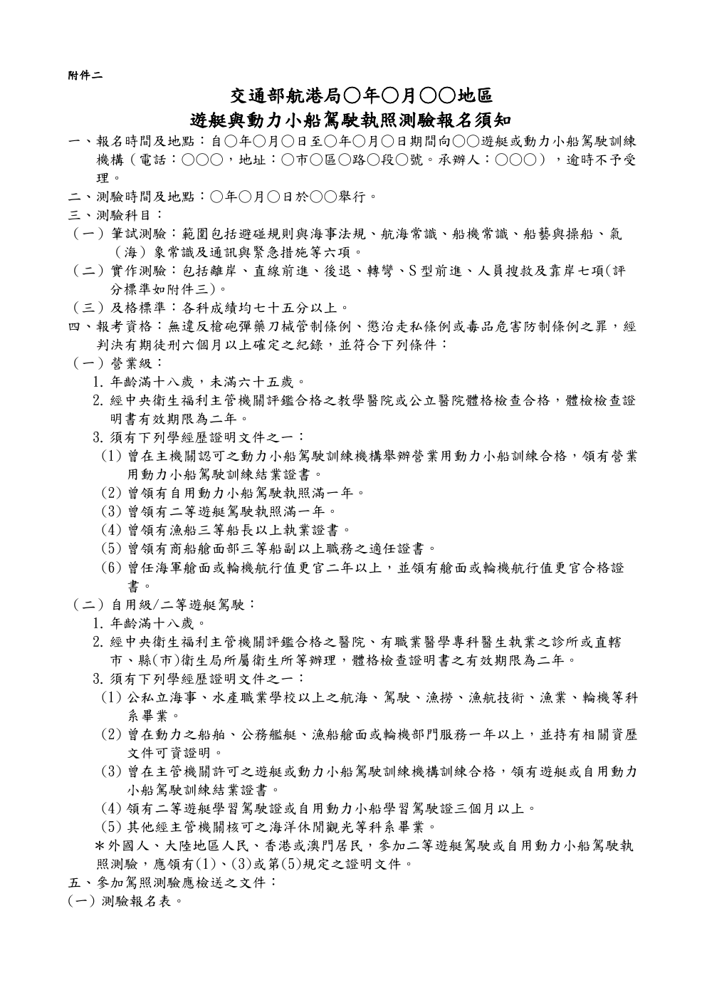 附件二
交通部航港局○年○月○○地區
遊艇與動力小船駕駛執照測驗報名須知
一、報名時間及地點：自○年○月○日至○年○月○日期間向○○遊艇或動力小船駕駛訓練
機構（電話：○○○，地址：○市○區○路○段○號。承辦人：○○○），逾時不予受
理。
二、測驗時間及地點：○年○月○日於○○舉行。
三、測驗科目：
（一）筆試測驗：範圍包括避碰規則與海事法規、航海常識、船機常識、船藝與操船、氣
（海）象常識及通訊與緊急措施等六項。
（二）實作測驗：包括離岸、直線前進、後退、轉彎、S 型前進、人員搜救及靠岸七項(評
分標準如附件三)。
（三）及格標準：各科成績均七十五分以上。
四、報考資格：無違反槍砲彈藥刀械管制條例、懲治走私條例或毒品危害防制條例之罪，經
判決有期徒刑六個月以上確定之紀錄，並符合下列條件：
（一）營業級：
1. 年齡滿十八歲，未滿六十五歲。
2. 經中央衛生福利主管機關評鑑合格之教學醫院或公立醫院體格檢查合格，體檢檢查證
明書有效期限為二年。
3. 須有下列學經歷證明文件之一：
(1) 曾在主機關認可之動力小船駕駛訓練機構舉辦營業用動力小船訓練合格，領有營業
用動力小船駕駛訓練結業證書。
(2) 曾領有自用動力小船駕駛執照滿一年。
(3) 曾領有二等遊艇駕駛執照滿一年。
(4) 曾領有漁船三等船長以上執業證書。
(5) 曾領有商船艙面部三等船副以上職務之適任證書。
(6) 曾任海軍艙面或輪機航行值更官二年以上，並領有艙面或輪機航行值更官合格證
書。
（二）自用級/二等遊艇駕駛：
1. 年齡滿十八歲。
2. 經中央衛生福利主管機關評鑑合格之醫院、有職業醫學專科醫生執業之診所或直轄
市、縣(市)衛生局所屬衛生所等辦理，體格檢查證明書之有效期限為二年。
3. 須有下列學經歷證明文件之一：
(1) 公私立海事、水產職業學校以上之航海、駕駛、漁撈、漁航技術、漁業、輪機等科
系畢業。
(2) 曾在動力之船舶、公務艦艇、漁船艙面或輪機部門服務一年以上，並持有相關資歷
文件可資證明。
(3) 曾在主管機關許可之遊艇或動力小船駕駛訓練機構訓練合格，領有遊艇或自用動力
小船駕駛訓練結業證書。
(4) 領有二等遊艇學習駕駛證或自用動力小船學習駕駛證三個月以上。
(5) 其他經主管機關核可之海洋休閒觀光等科系畢業。
＊外國人、大陸地區人民、香港或澳門居民，參加二等遊艇駕駛或自用動力小船駕駛執
照測驗，應領有(1)、(3)或第(5)規定之證明文件。
五、參加駕照測驗應檢送之文件：
(一) 測驗報名表。